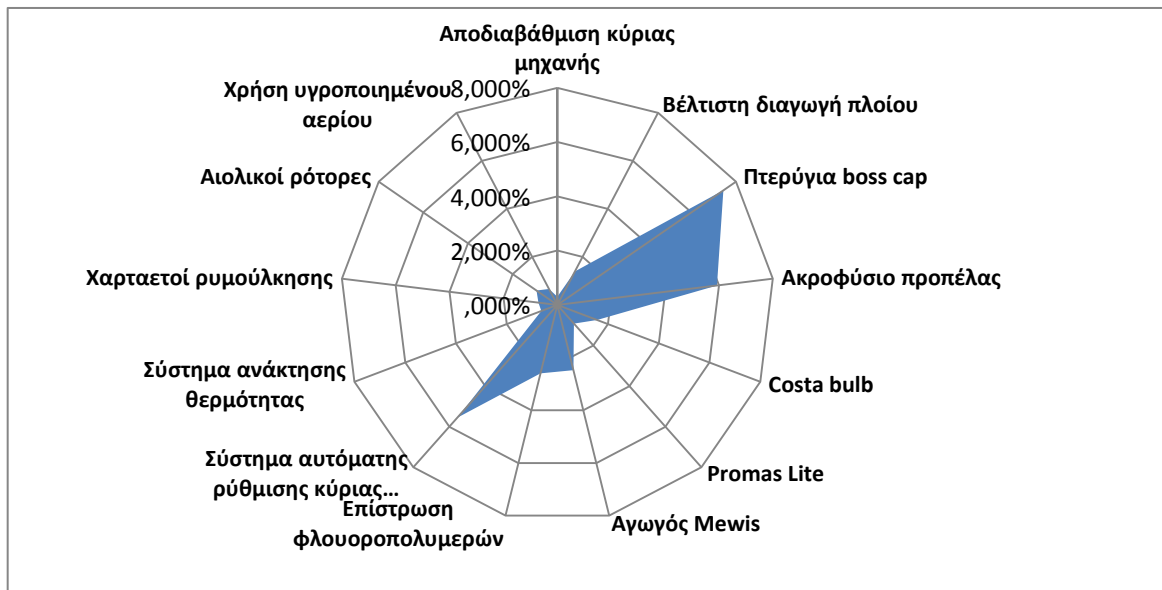 Αποδιαβάθμιση κύριας
μηχανής
8,000%
6,000%
4,000%
2,000%
,000%
Βέλτιστη διαγωγή πλοίου
Πτερύγια boss cap
Ακροφύσιο προπέλας
Costa bulb
Promas Lite
Αγωγός Mewis
Επίστρωση
φλουοροπολυμερών
Σύστημα αυτόματης
ρύθμισης κύριας…
Σύστημα ανάκτησης
θερμότητας
Χαρταετοί ρυμούλκησης
Αιολικοί ρότορες
Χρήση υγροποιημένου
αερίου